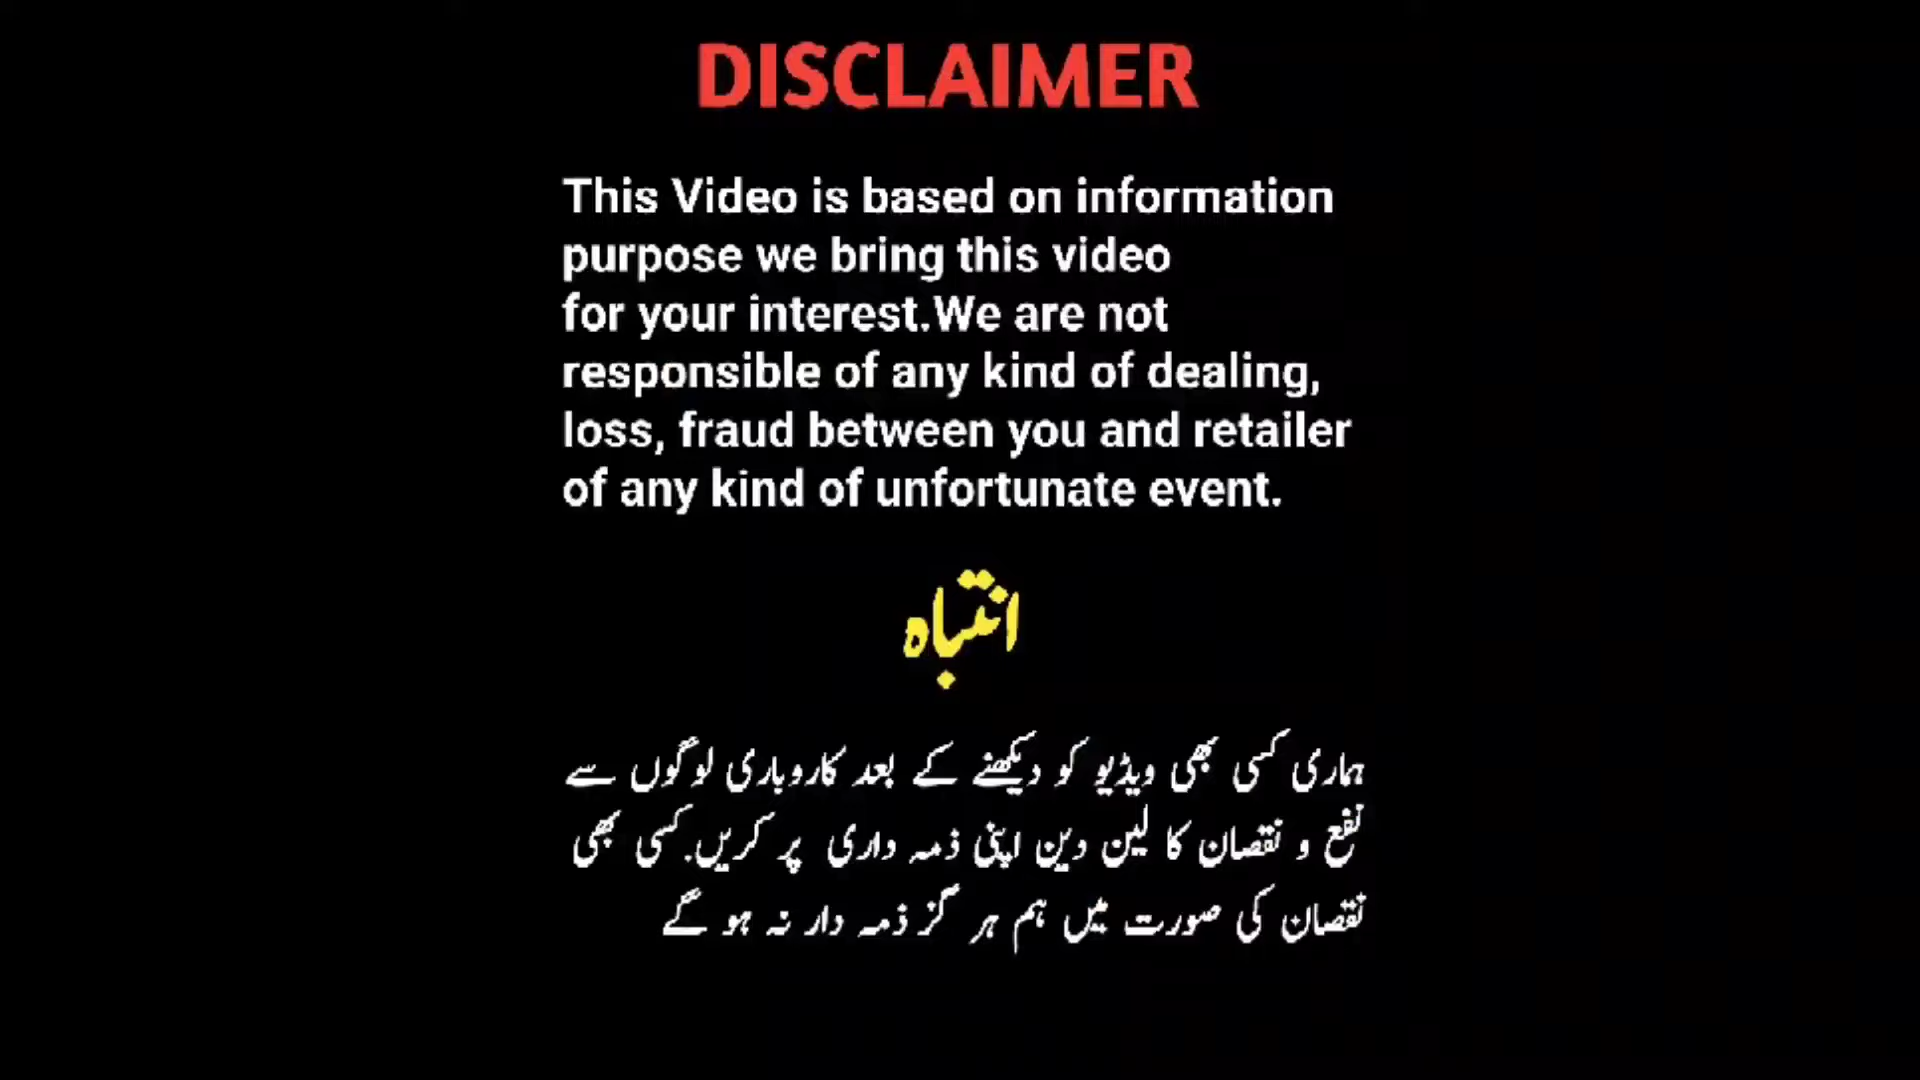 DISCLAIMER
This Video is based on information
purpose we bring this video
for your interest.We are not
responsible of any kind of dealing,
loss, fraud between you and retailer
of any kind of unfortunate event.
انتباہ
ہماری کسی بھی ویڈیو کو دیکھنے کے بعد کاروباری لوگوں سے
نفع و نقصان کا لین دین اپنی ذمہ داری پر کریں.کسی بھی
نقصان کی صورت میں ہم ہر گز ذمہ دار نہ ہو گے